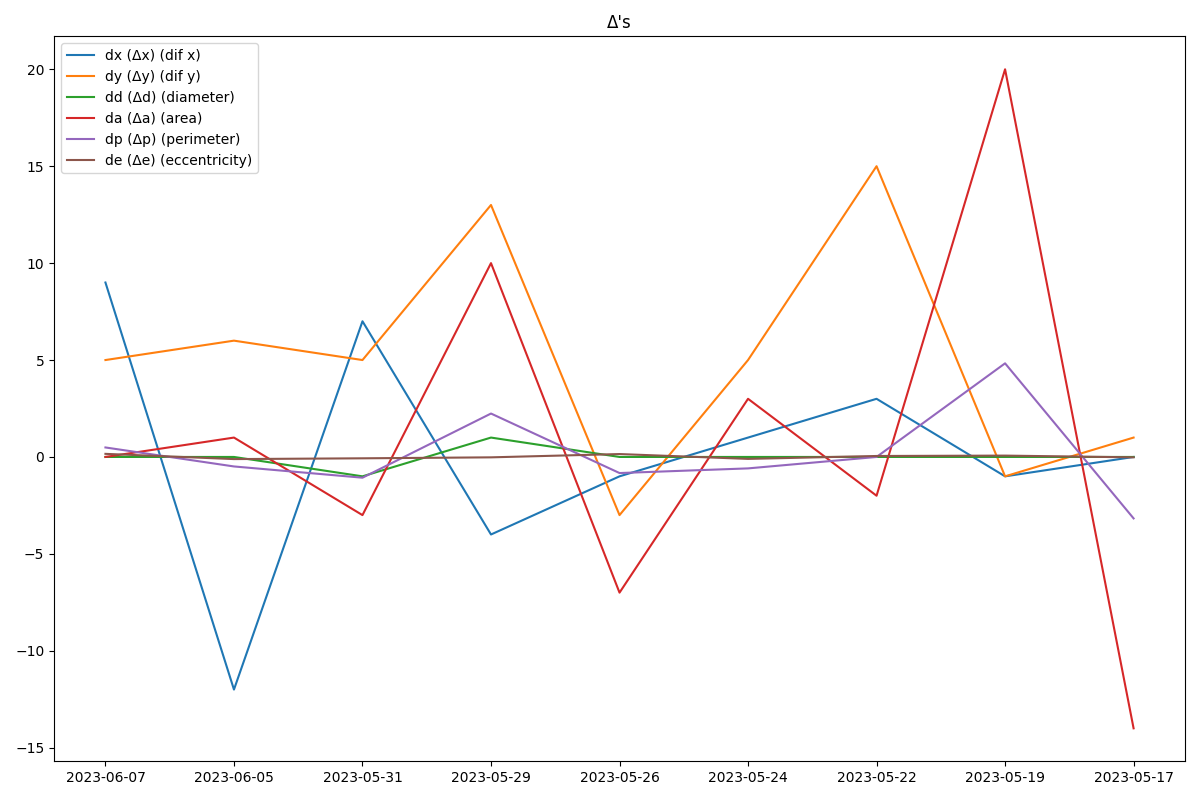 Δ's
dx (Δx) (dif x)
dy (Δy) (dif y)
dd (Δd) (diameter)
da (Δa) (area)
dp (Δp) (perimeter)
de (Δe) (eccentricity)
20
15
10
5
0
−5
−10
−15
2023-06-07 2023-06-05 2023-05-31 2023-05-29 2023-05-26 2023-05-24 2023-05-22 2023-05-19 2023-05-17